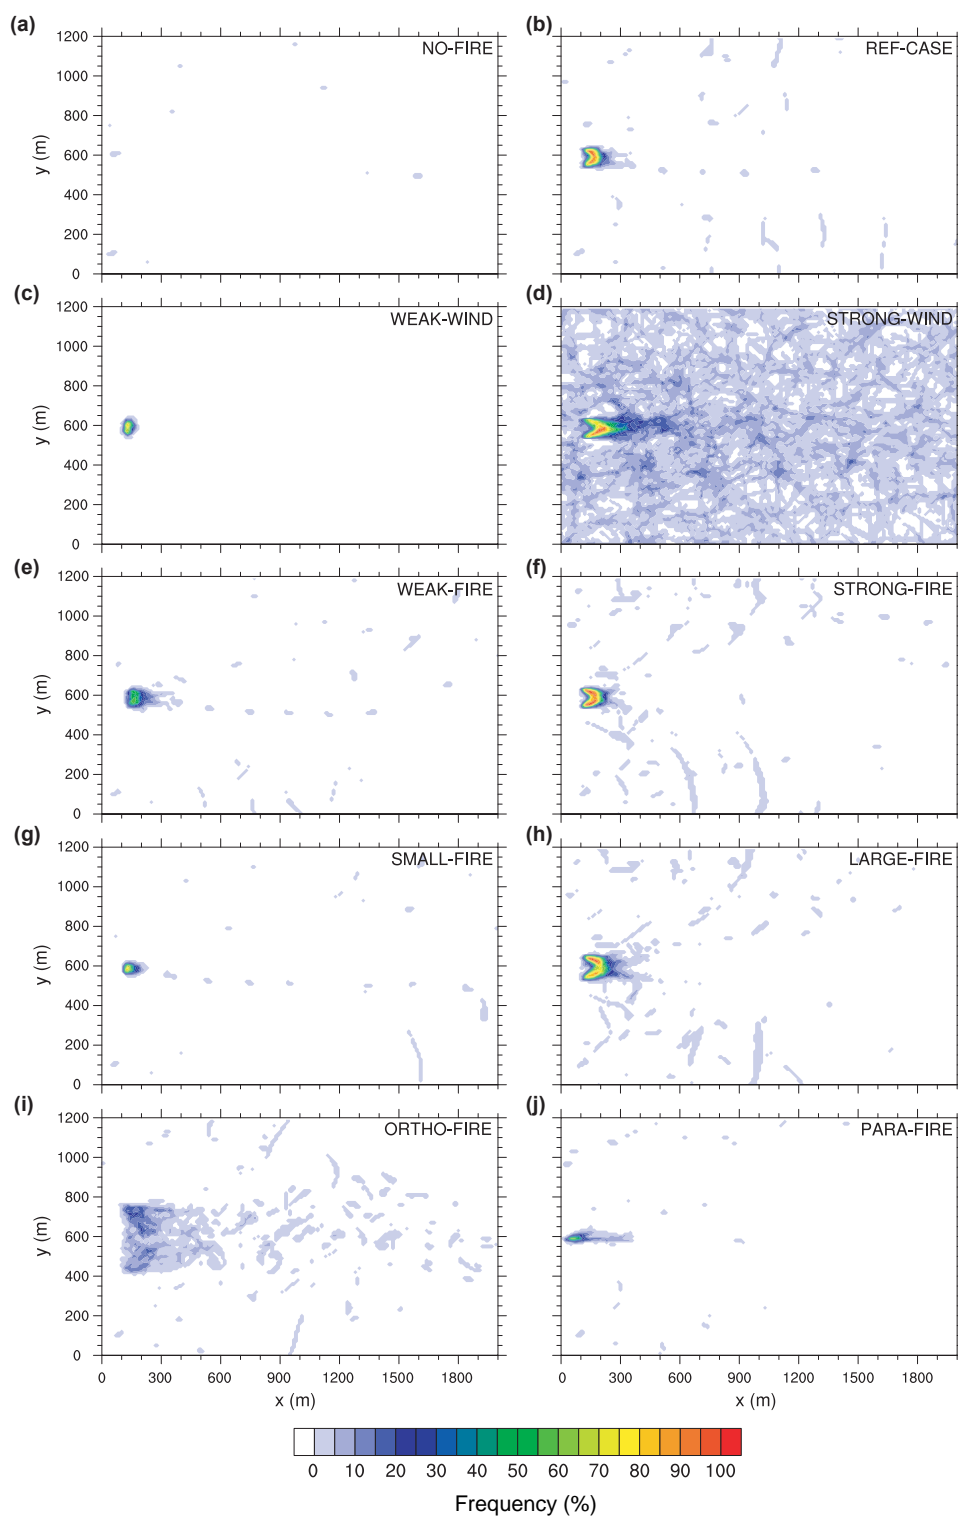 (a) (b)
1200 NO-FIRE REF-CASE
1000
800
y (m) 600
400
200
0
(c) (d)
1200 WEAK-WIND STRONG-WIND
1000
800
y (m) 600
400
200
0
(e) (f)
1200 WEAK-FIRE STRONG-FIRE
1000
800
y (m) 600
400
200
0
(g) (h)
1200 SMALL-FIRE LARGE-FIRE
1000
800
y (m) 600
400
200
0
(i) (j)
1200 ORTHO-FIRE PARA-FIRE
1000
800
y (m) 600
400
200
0
0 300 600 900 1200 1500 1800 0 300 600 900 1200 1500 1800
x (m) x (m)
0 10 20 30 40 50 60 70 80 90 100
Frequency (%)